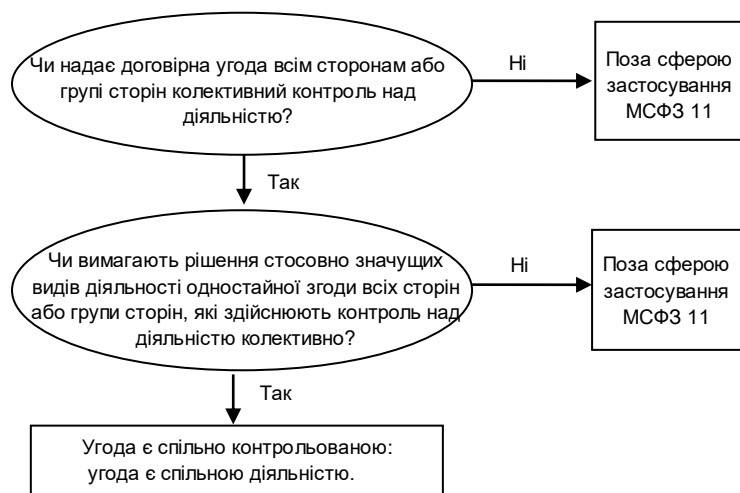 Чи надає договірна угода всім сторонам або
групі сторін колективний контроль над
діяльністю?
Ні
Поза сферою
застосування
МСФЗ 11
Так
Чи вимагають рішення стосовно значущих
видів діяльності одностайної згоди всіх сторін
або групи сторін, які здійснюють контроль над
діяльністю колективно?
Ні
Поза сферою
застосування
МСФЗ 11
Так
Угода є спільно контрольованою:
угода є спільною діяльністю.